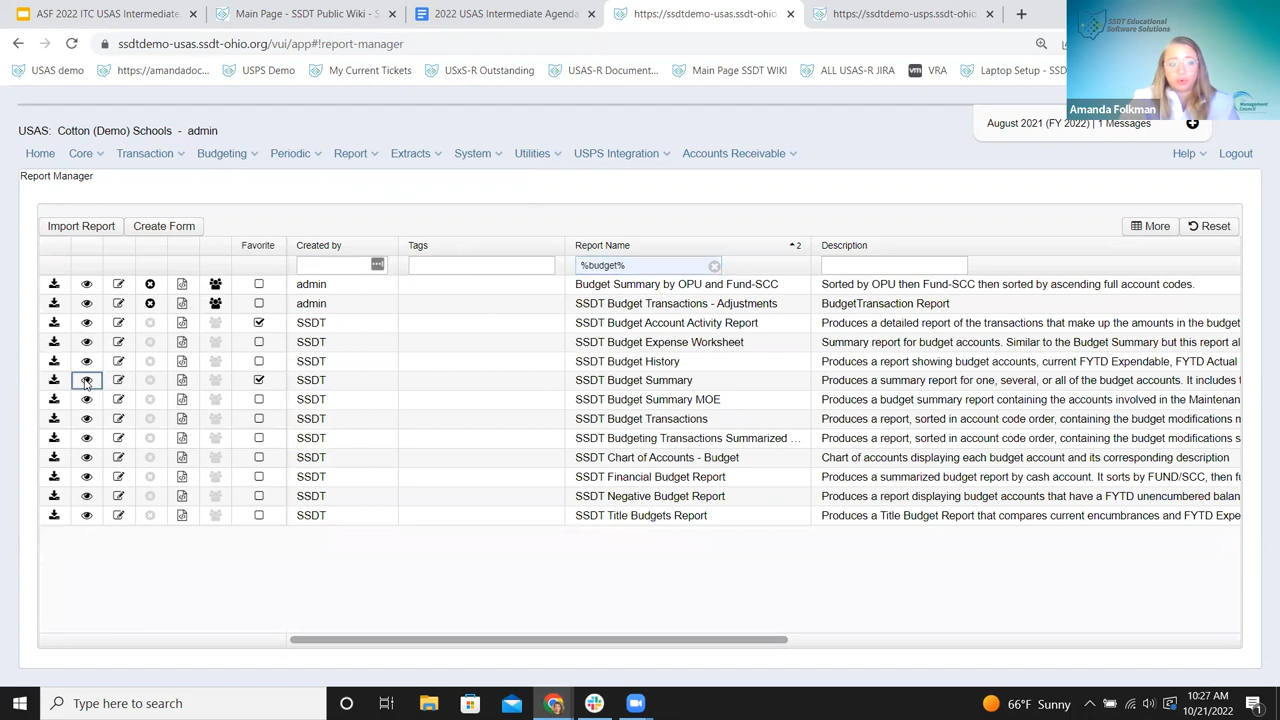 ASF 2022 ITC USAS Intermediate
Main Page - SSDT Public Wiki -
2022 USAS Intermediate Agenda
https://ssdtdemo-usas.ssdt-ohio.
https://ssdtdemo-usps.ssdt-ohio.
ssdtdemo-usas.ssdt-ohio.org/vui/app#!report-manager
USAS demo
https://amandadoc...
USPS Demo
My Current Tickets
USxS-R Outstanding
USAS-R Document...
Main Page SSDT WIKI
ALL USAS-R JIRA
vm VRA
Laptop Setup - SSD
SSDT Educational
Software Solutions
Amanda Folkman
Management
Council
USAS: Cotton (Demo) Schools - admin
August 2021 (FY 2022) | 1 Messages
Home Core Transaction Budgeting Periodic Report Extracts System Utilities USPS Integration Accounts Receivable Help Logout
Report Manager
Import Report Create Form More Reset
Favorite Created by Tags Report Name 2 Description
%budget%
admin Budget Summary by OPU and Fund-SCC Sorted by OPU then Fund-SCC then sorted by ascending full account codes.
admin SSDT Budget Transactions - Adjustments BudgetTransaction Report
SSDT SSDT Budget Account Activity Report Produces a detailed report of the transactions that make up the amounts in the budget
SSDT SSDT Budget Expense Worksheet Summary report for budget accounts. Similar to the Budget Summary but this report al
SSDT SSDT Budget History Produces a report showing budget accounts, current FYTD Expendable, FYTD Actual
SSDT SSDT Budget Summary Produces a summary report for one, several, or all of the budget accounts. It includes t
SSDT SSDT Budget Summary MOE Produces a budget summary report containing the accounts involved in the Maintenan
SSDT SSDT Budget Transactions Produces a report, sorted in account code order, containing the budget modifications m
SSDT SSDT Budgeting Transactions Summarized ... Produces a report, sorted in account code order, containing the budget modifications s
SSDT SSDT Chart of Accounts - Budget Chart of accounts displaying each budget account and its corresponding description
SSDT SSDT Financial Budget Report Produces a summarized budget report by cash account. It sorts by FUND/SCC, then fu
SSDT SSDT Negative Budget Report Produces a report displaying budget accounts that have a FYTD unencumbered balan
SSDT SSDT Title Budgets Report Produces a Title Budget Report that compares current encumbrances and FYTD Expe
Type here to search
66°F Sunny
10:27 AM
10/21/2022
1